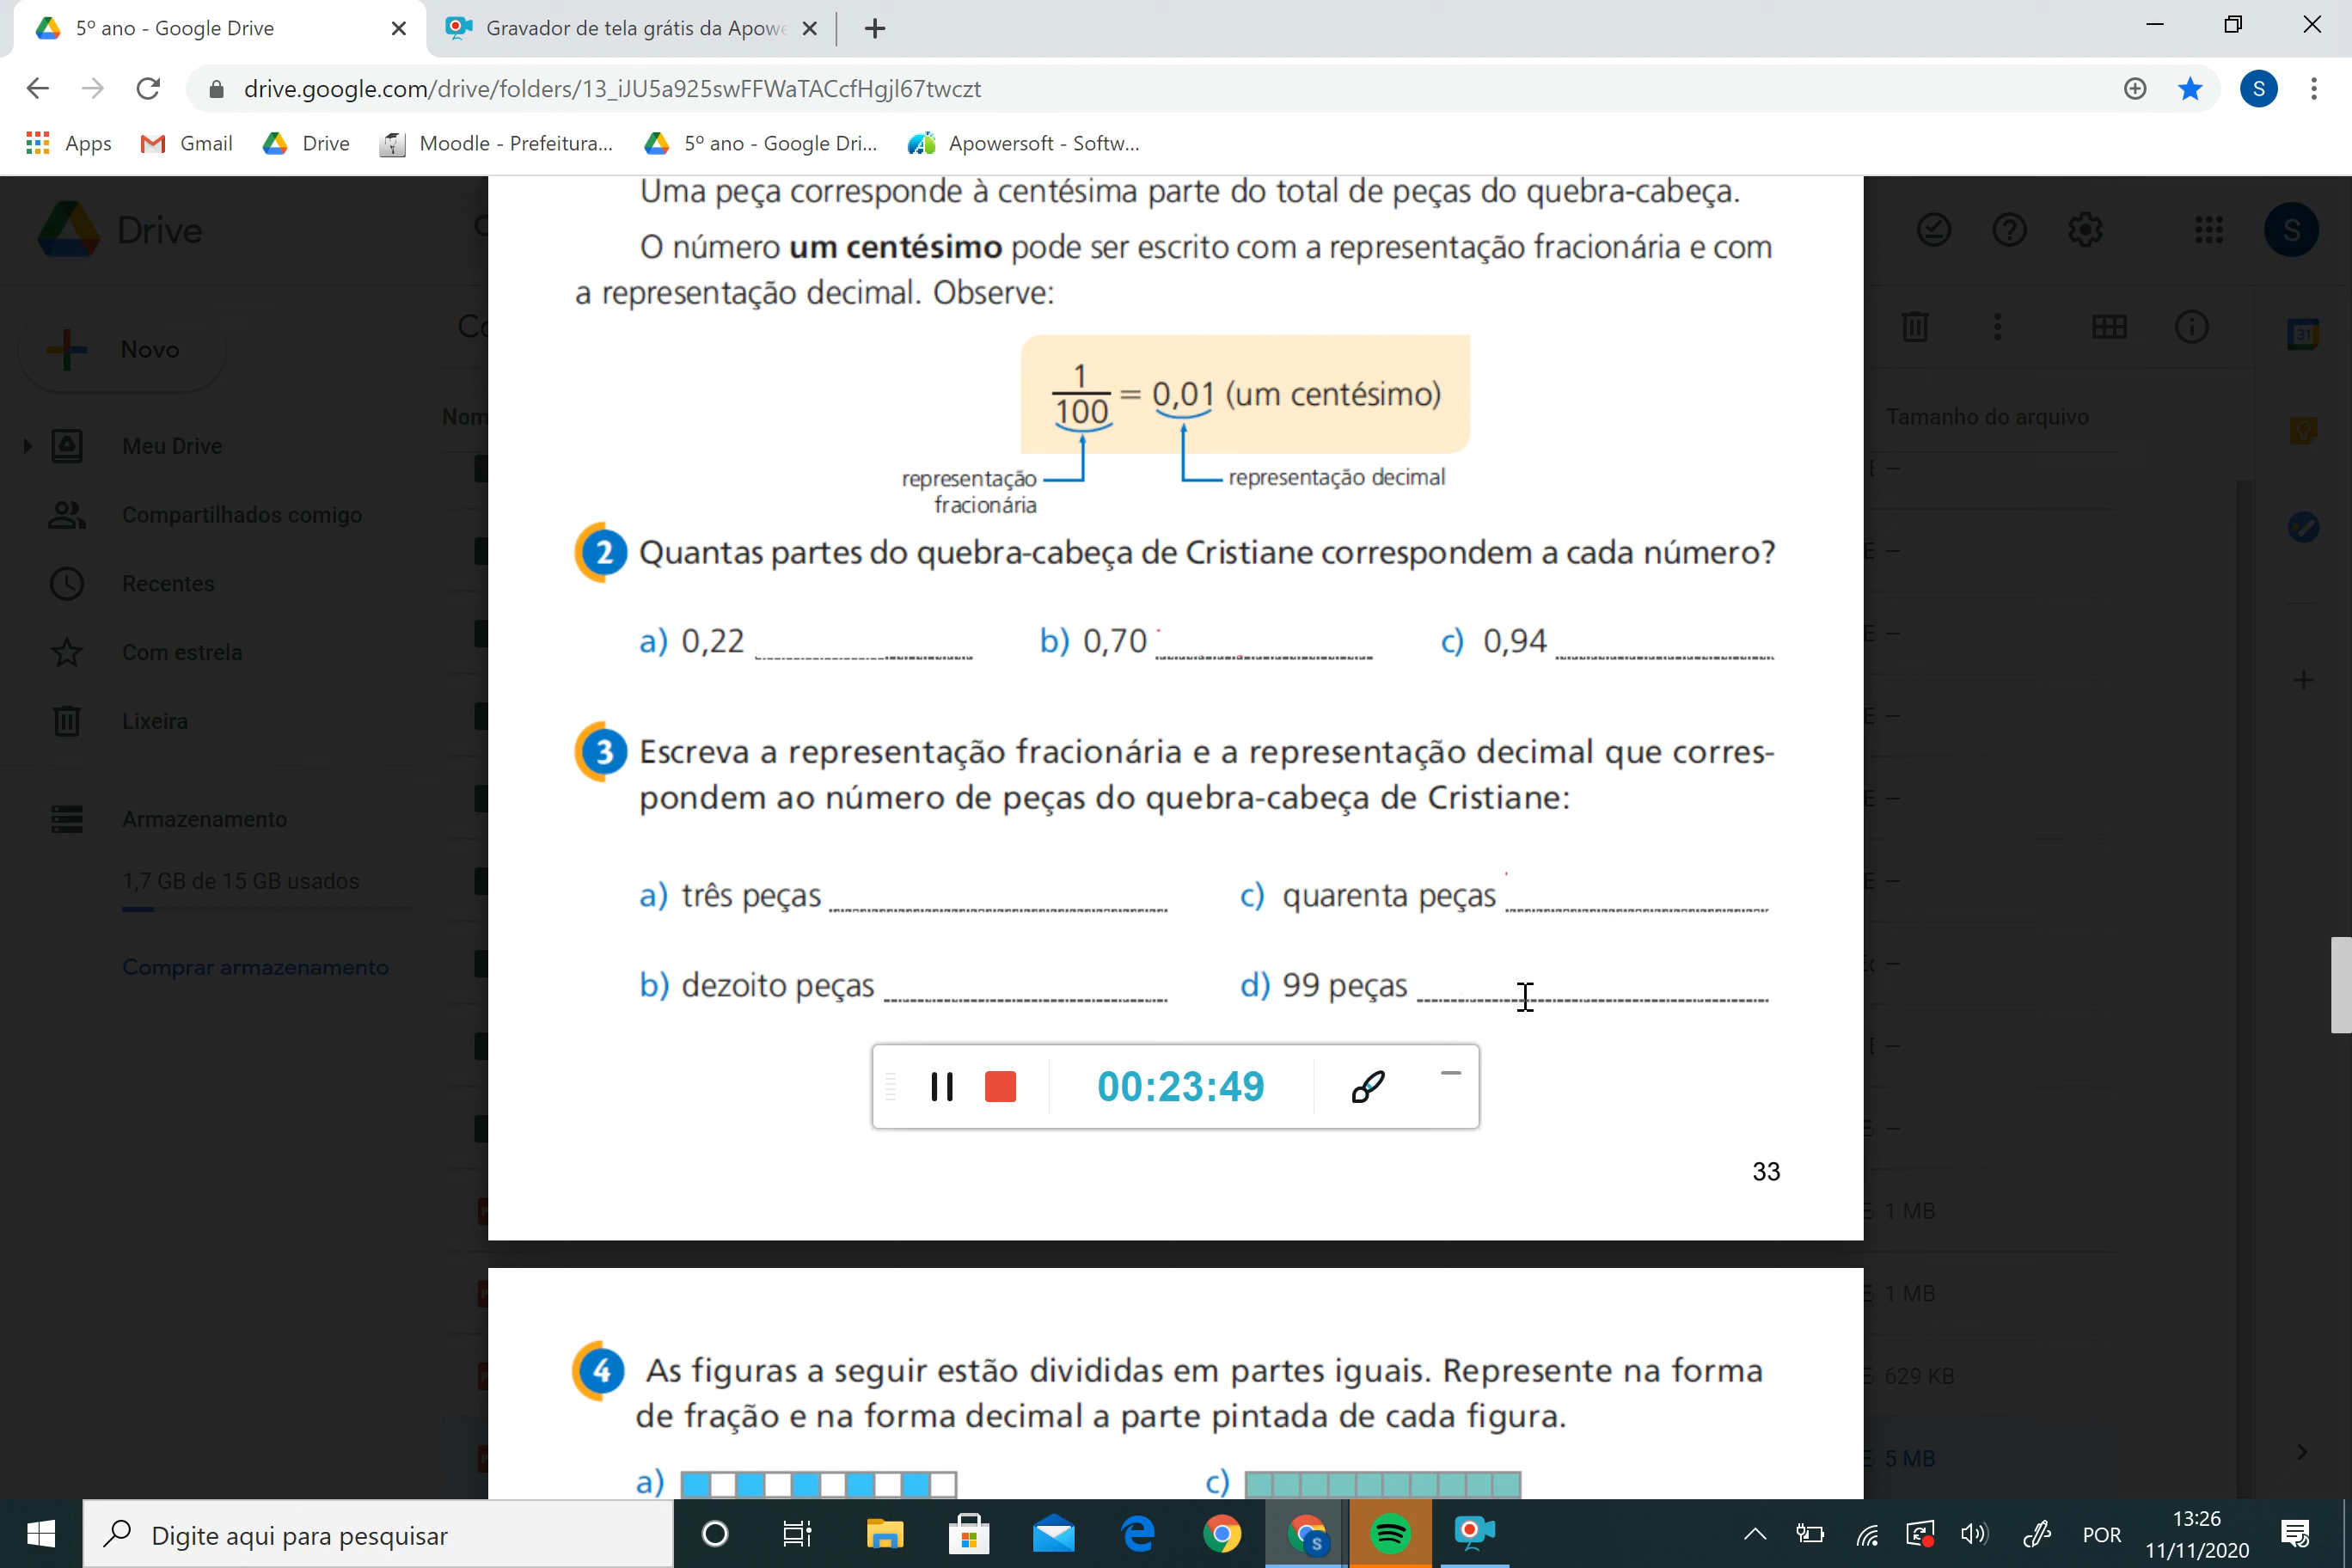 5º ano - Google Drive
Gravador de tela grátis da Apowe
drive.google.com/drive/folders/13_iJU5a925swFFWaTACcfHgjl67twczt
S
Apps
Gmail
Drive
Moodle - Prefeitura...
5º ano - Google Dri...
Apowersoft - Softw...
Drive
S
Novo
Meu Drive
Compartilhados comigo
Recentes
Com estrela
Lixeira
Armazenamento
1,7 GB de 15 GB usados
Comprar armazenamento
Uma peça corresponde à centésima parte do total de peças do quebra-cabeça.
O número um centésimo pode ser escrito com a representação fracionária e com
a representação decimal. Observe:
1
100
= 0,01 (um centésimo)
representação
fracionária
representação decimal
2 Quantas partes do quebra-cabeça de Cristiane correspondem a cada número?
a) 0,22
b) 0,70
c) 0,94
3 Escreva a representação fracionária e a representação decimal que corres-
pondem ao número de peças do quebra-cabeça de Cristiane:
a) três peças
c) quarenta peças
b) dezoito peças
d) 99 peças
00:23:49
33
4 As figuras a seguir estão divididas em partes iguais. Represente na forma
de fração e na forma decimal a parte pintada de cada figura.
a)
c)
Tamanho do arquivo
1 MB
1 MB
629 KB
5 MB
31
Digite aqui para pesquisar
POR
13:26
11/11/2020